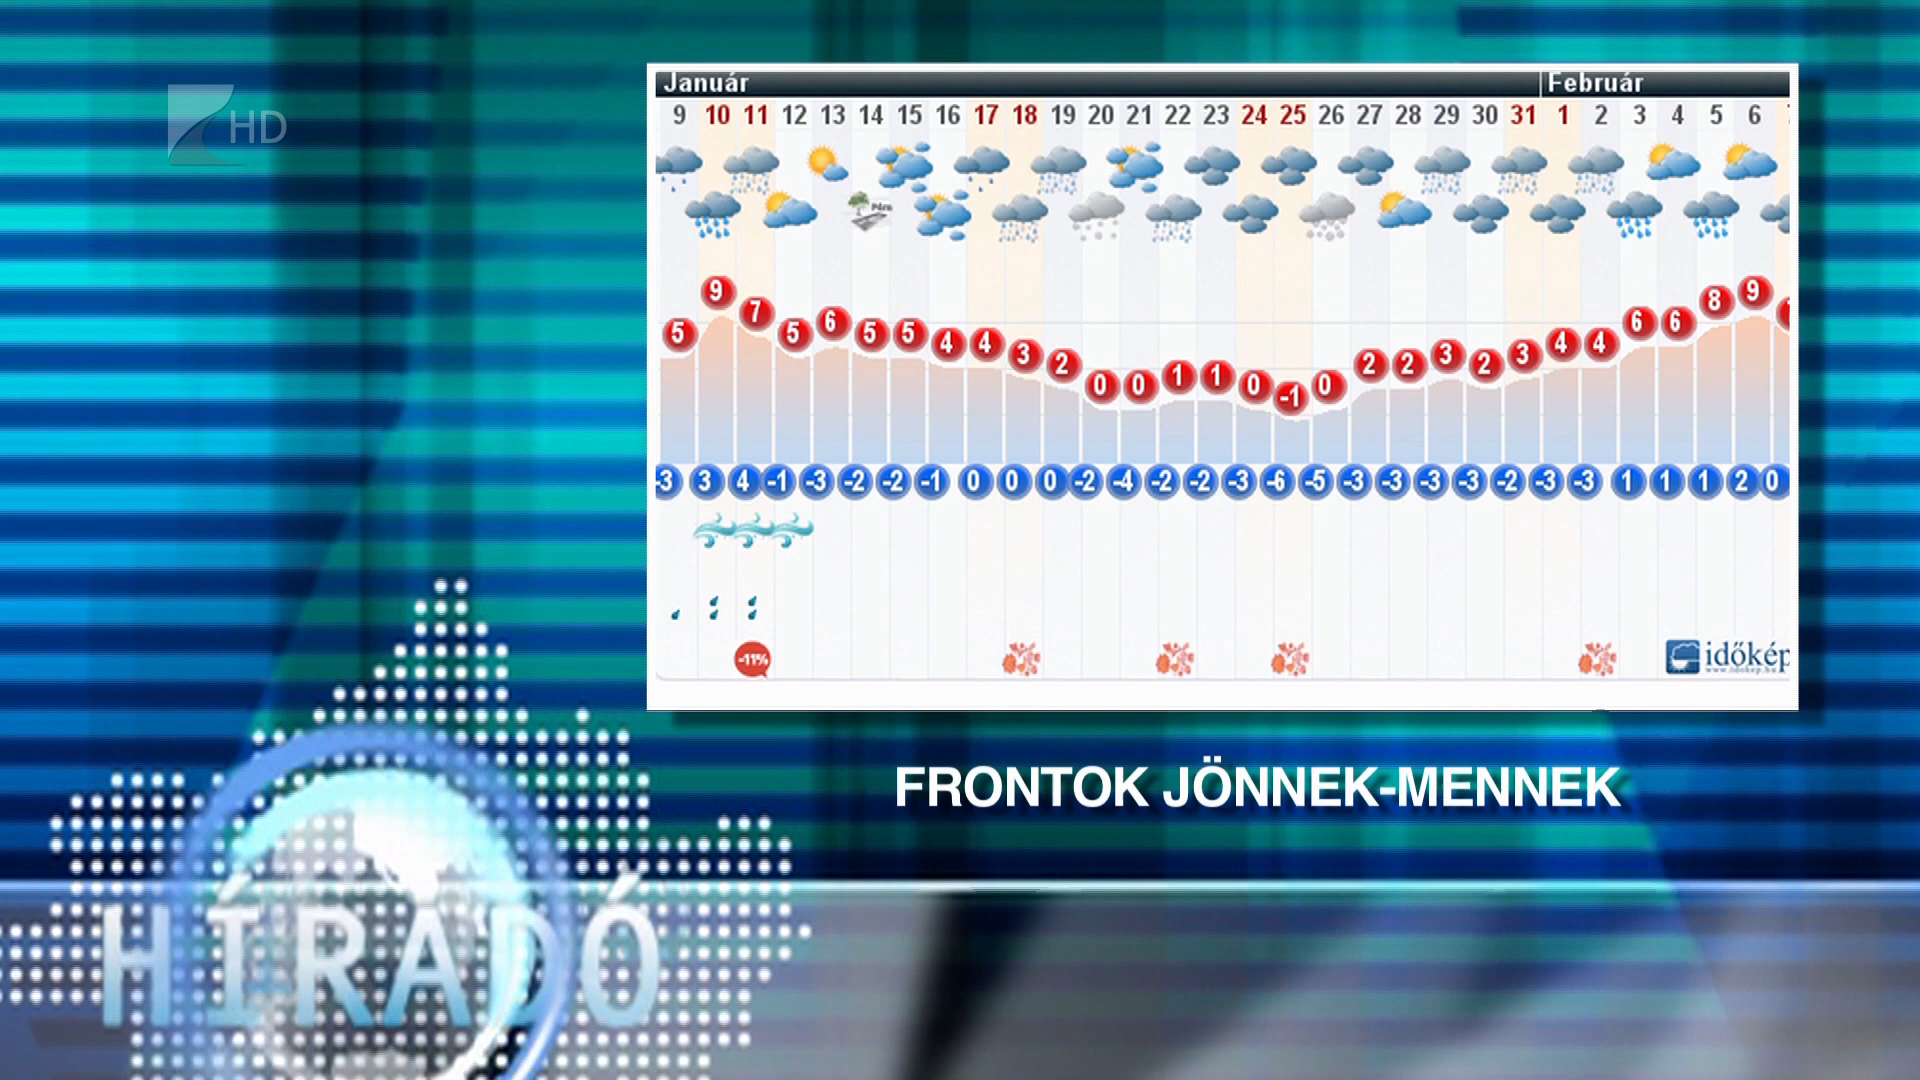 HD
Január Február
9 10 11 12 13 14 15 16 17 18 19 20 21 22 23 24 25 26 27 28 29 30 31 1 2 3 4 5 6
5 9 7 5 6 5 5 4 4 3 2 0 0 1 1 0 -1 0 2 2 3 2 3 4 4 6 6 8 9
-3 3 4 -1 -3 -2 -2 -1 0 0 0 -2 -4 -2 -2 -3 -6 -5 -3 -3 -3 -3 -2 -3 -3 1 1 1 2 0
-11%
időkép
www.idokep.hu
FRONTOK JÖNNEK-MENNEK
HÍRADÓ